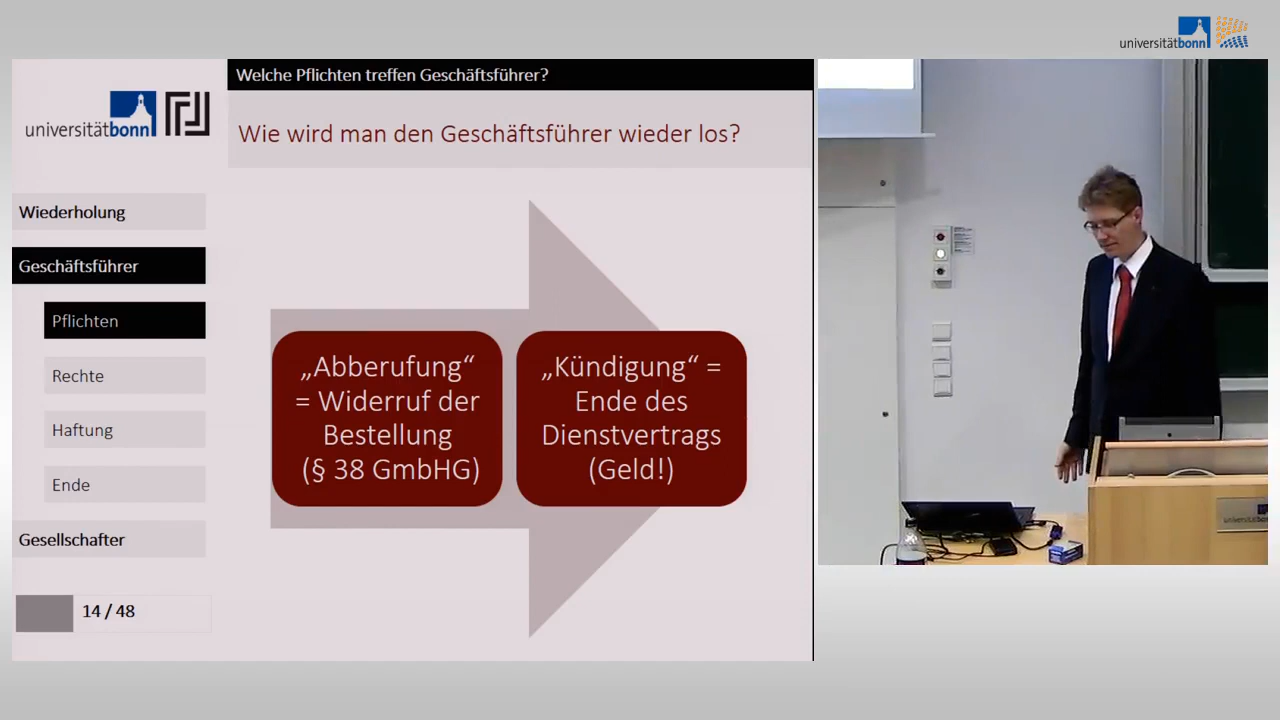 universitätbonn
Welche Pflichten treffen Geschäftsführer?
universitätbonn
Wie wird man den Geschäftsführer wieder los?
Wiederholung
Geschäftsführer
Pflichten
Rechte
Haftung
Ende
Gesellschafter
14 / 48
„Abberufung“
= Widerruf der
Bestellung
(§ 38 GmbHG)
„Kündigung“ =
Ende des
Dienstvertrags
(Geld!)
universitätbonn